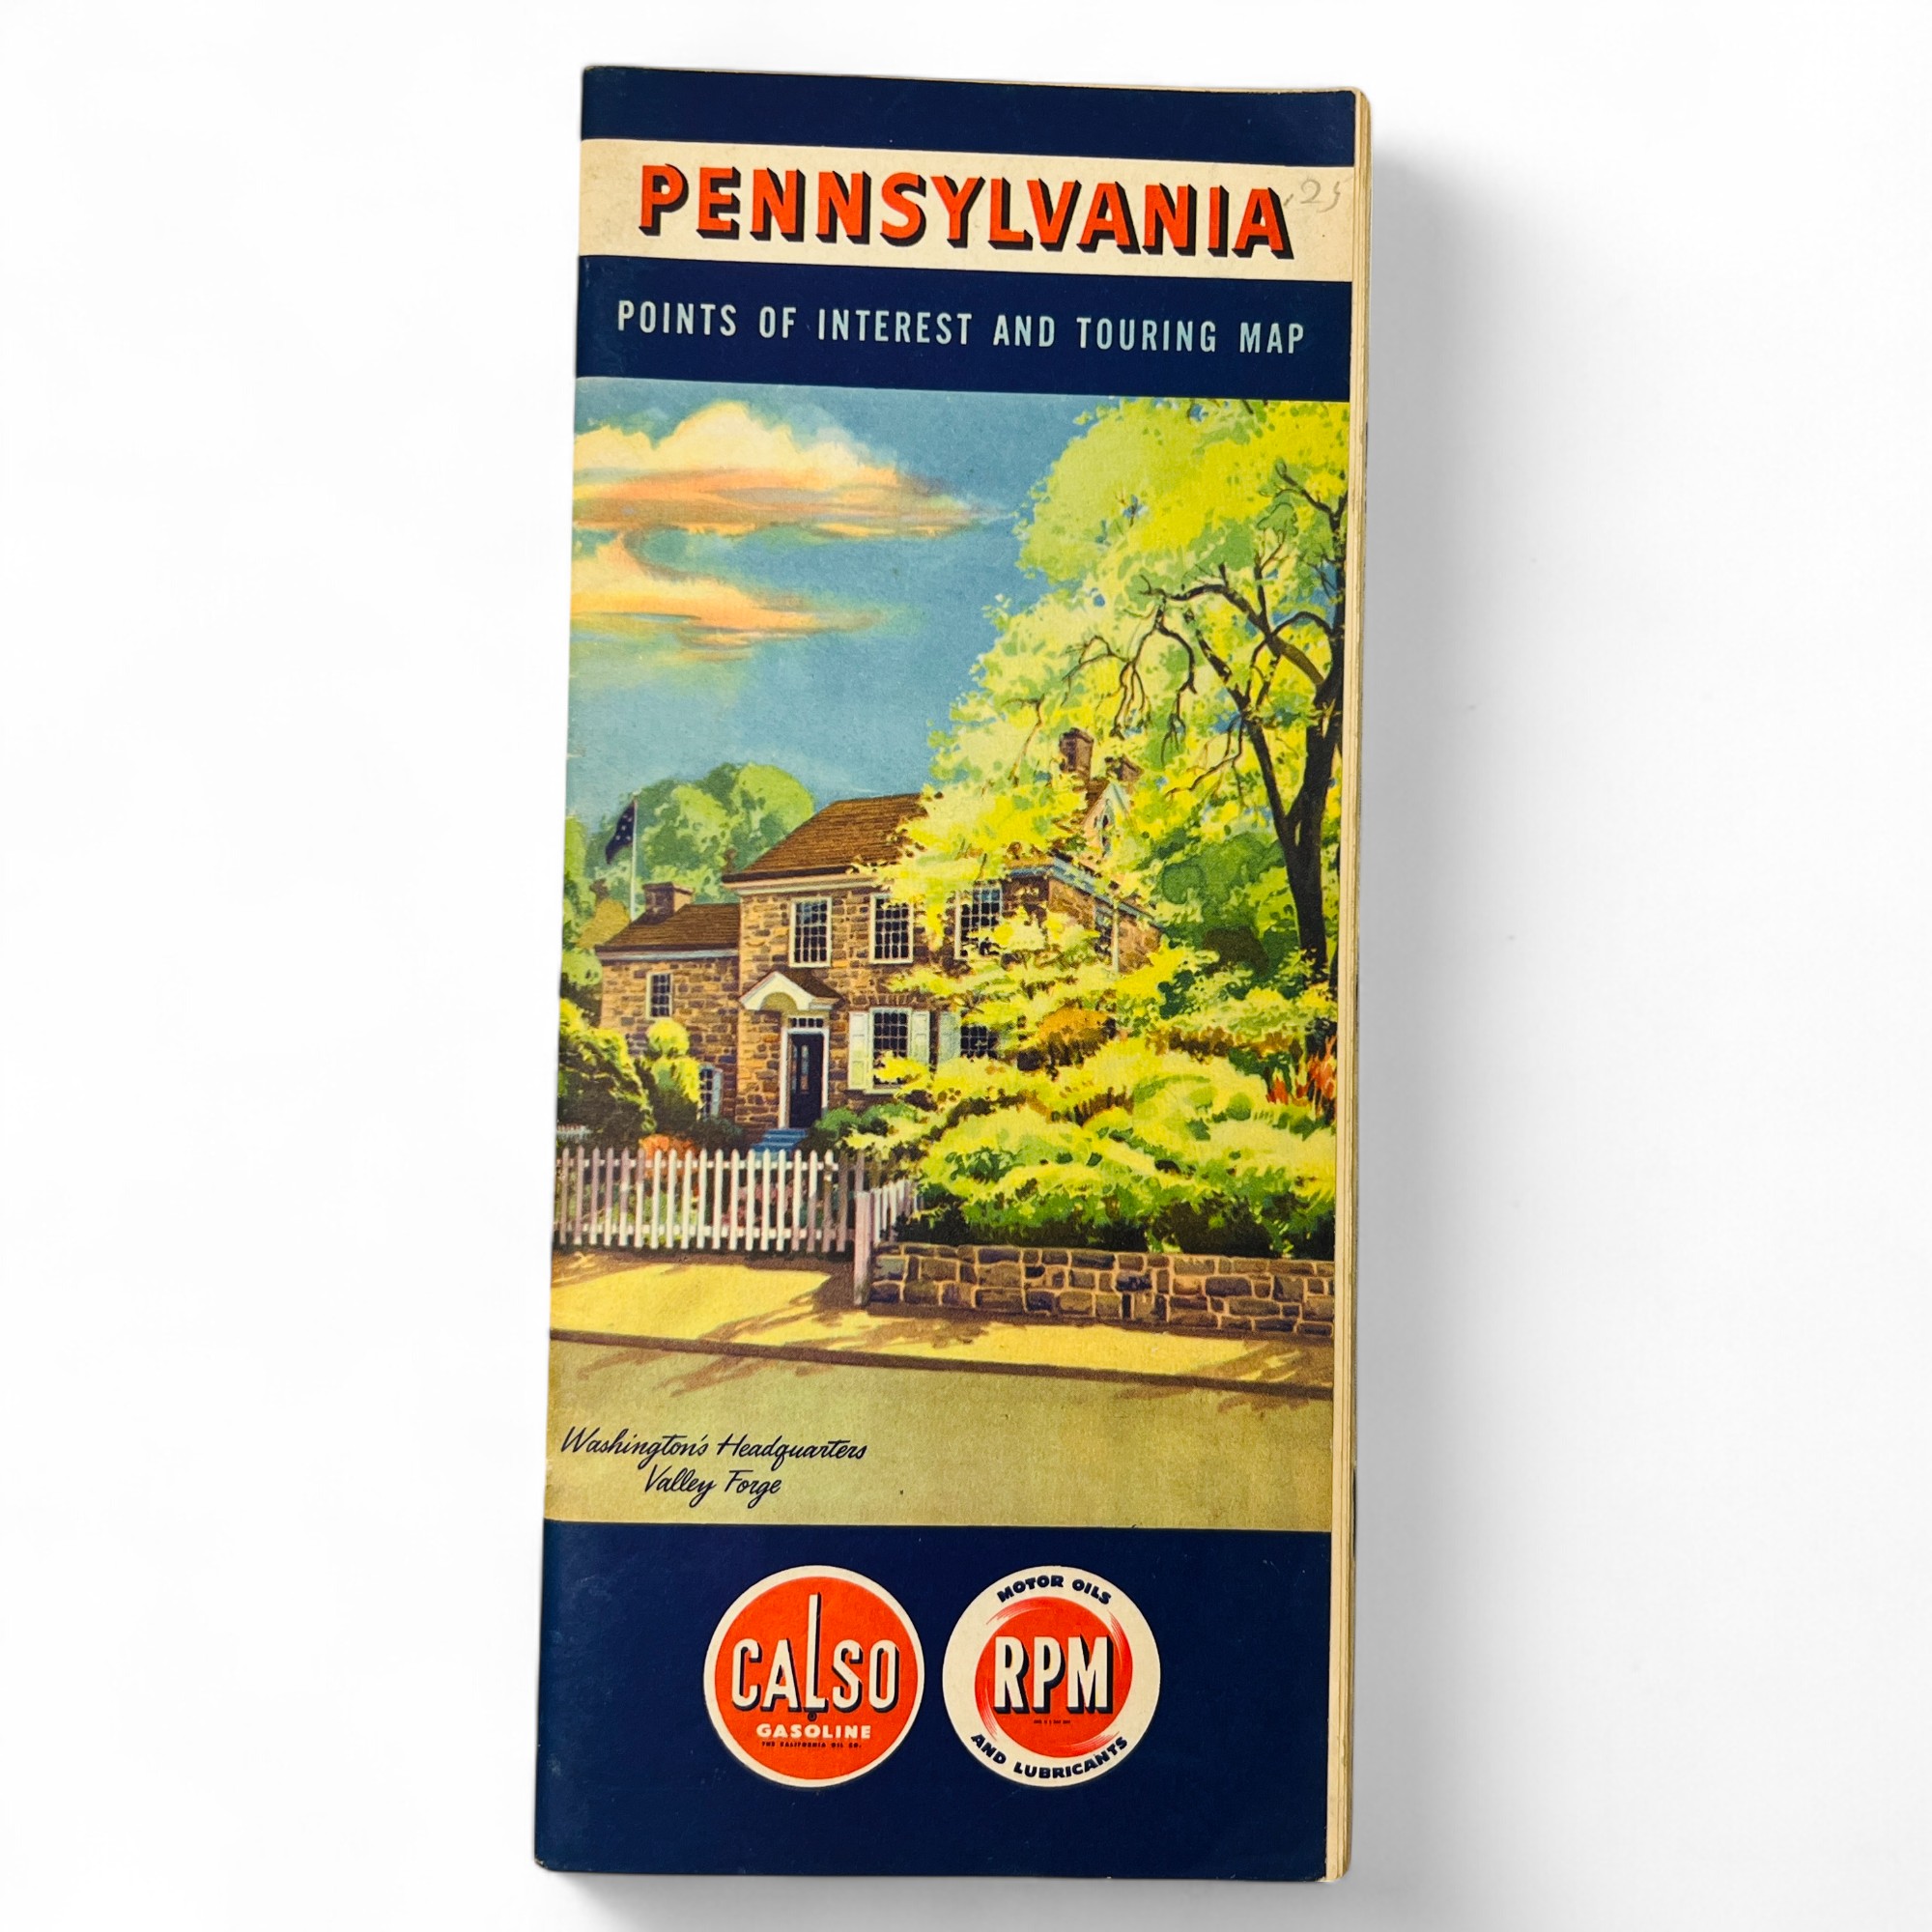 PENNSYLVANIA
.25
POINTS OF INTEREST AND TOURING MAP
Washington's Headquarters
Valley Forge
CALSO
GASOLINE
THE CALIFORNIA OIL CO.
MOTOR OILS
RPM
AND LUBRICANTS